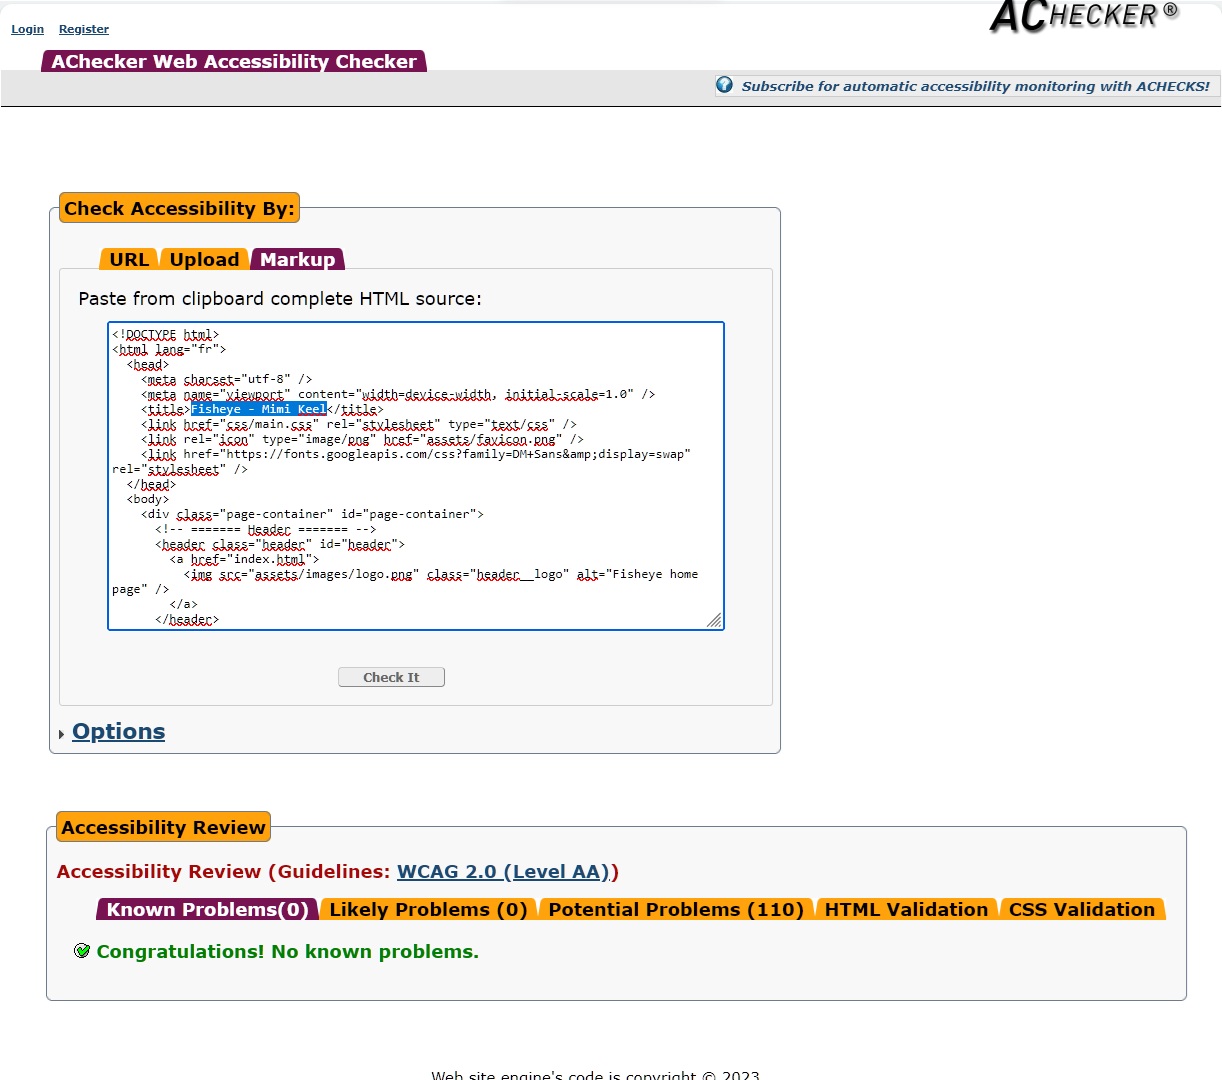 Login Register
ACHECKER ®
AChecker Web Accessibility Checker
Subscribe for automatic accessibility monitoring with ACHECKS!
Check Accessibility By:
URL Upload Markup
Paste from clipboard complete HTML source:
<!DOCTYPE html>
<html lang="fr">
<head>
<meta charset="utf-8" />
<meta name="viewport" content="width=device-width, initial-scale=1.0" />
<title>Fisheye - Mimi Keel</title>
<link href="css/main.css" rel="stylesheet" type="text/css" />
<link rel="icon" type="image/png" href="assets/favicon.png" />
<link href="https://fonts.googleapis.com/css?family=DM+Sans&amp;display=swap"
rel="stylesheet" />
</head>
<body>
<div class="page-container" id="page-container">
<!-- ======= Header ======= -->
<header class="header" id="header">
<a href="index.html">
<img src="assets/images/logo.png" class="header__logo" alt="Fisheye home
page" />
</a>
</header>
Check It
Options
Accessibility Review
Accessibility Review (Guidelines: WCAG 2.0 (Level AA))
Known Problems(0) Likely Problems (0) Potential Problems (110) HTML Validation CSS Validation
Congratulations! No known problems.
Web site engine's code is copyright © 2023